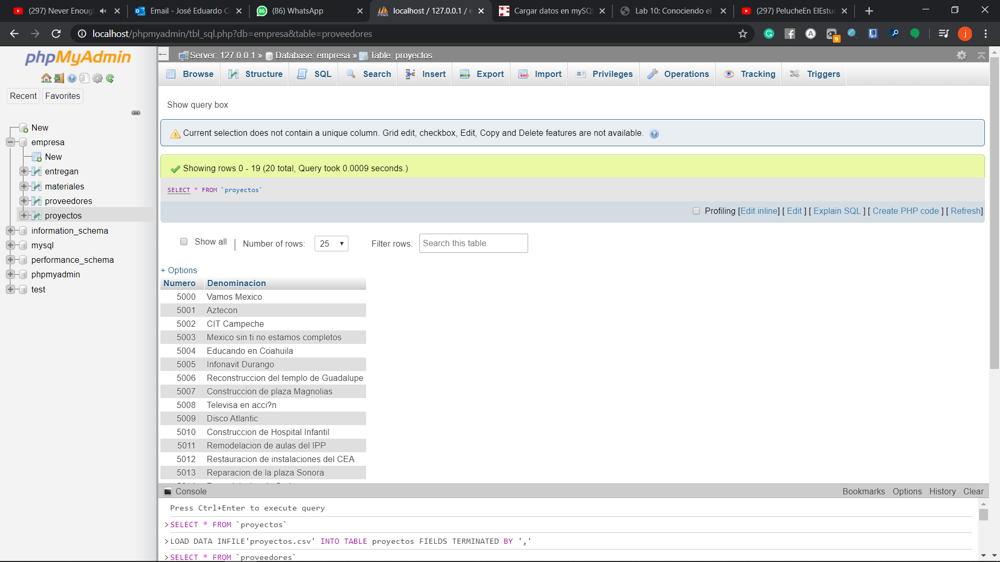 (297) Never Enoug
Email - José Eduardo C
(86) WhatsApp
localhost / 127.0.0.1 / e
Cargar datos en mySQ
Lab 10: Conociendo el
(297) PelucheEn ElEstu
localhost/phpmyadmin/tbl_sql.php?db=empresa&table=proveedores
9
j
phpMyAdmin
Recent
Favorites
New
empresa
New
entregan
materiales
proveedores
proyectos
information_schema
mysql
performance_schema
phpmyadmin
test
Server: 127.0.0.1 » Database: empresa » Table: proyectos
Browse
Structure
SQL
Search
Insert
Export
Import
Privileges
Operations
Tracking
Triggers
Show query box
Current selection does not contain a unique column. Grid edit, checkbox, Edit, Copy and Delete features are not available.
Showing rows 0 - 19 (20 total, Query took 0.0009 seconds.)
SELECT * FROM `proyectos`
Profiling [Edit inline] [ Edit ] [ Explain SQL ] [ Create PHP code ] [ Refresh]
Show all
Number of rows:
25
Filter rows:
Search this table
+ Options
Numero Denominacion
5000 Vamos Mexico
5001 Aztecon
5002 CIT Campeche
5003 Mexico sin ti no estamos completos
5004 Educando en Coahuila
5005 Infonavit Durango
5006 Reconstruccion del templo de Guadalupe
5007 Construccion de plaza Magnolias
5008 Televisa en acci?n
5009 Disco Atlantic
5010 Construccion de Hospital Infantil
5011 Remodelacion de aulas del IPP
5012 Restauracion de instalaciones del CEA
5013 Reparacion de la plaza Sonora
Console
Bookmarks Options History Clear
Press Ctrl+Enter to execute query
>SELECT * FROM `proyectos`
>LOAD DATA INFILE'proyectos.csv' INTO TABLE proyectos FIELDS TERMINATED BY ','
>SELECT * FROM `proveedores`